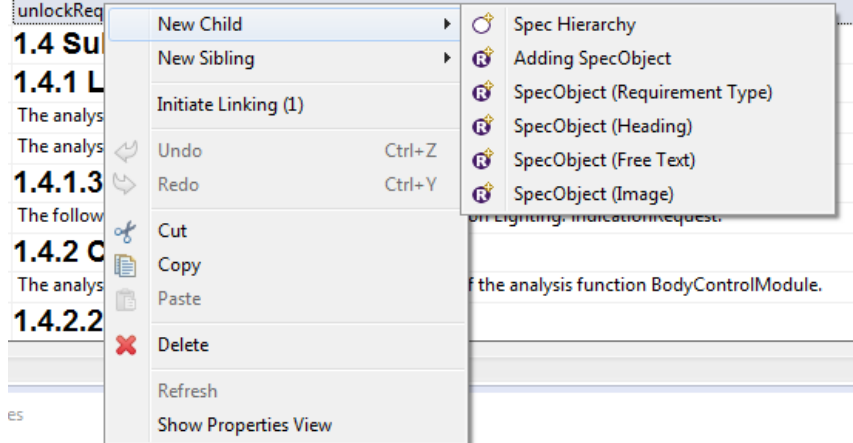 unlockReq
New Child
Spec Hierarchy
1.4 Su
New Sibling
Adding SpecObject
1.4.1 L
Initiate Linking (1)
SpecObject (Requirement Type)
The analys
SpecObject (Heading)
The analys
Undo Ctrl+Z
SpecObject (Free Text)
1.4.1.3
Redo Ctrl+Y
SpecObject (Image)
The follow
on Lighting. IndicationRequest.
Cut
1.4.2 C
Copy
The analys
f the analysis function BodyControlModule.
Paste
1.4.2.2
Delete
Refresh
es
Show Properties View